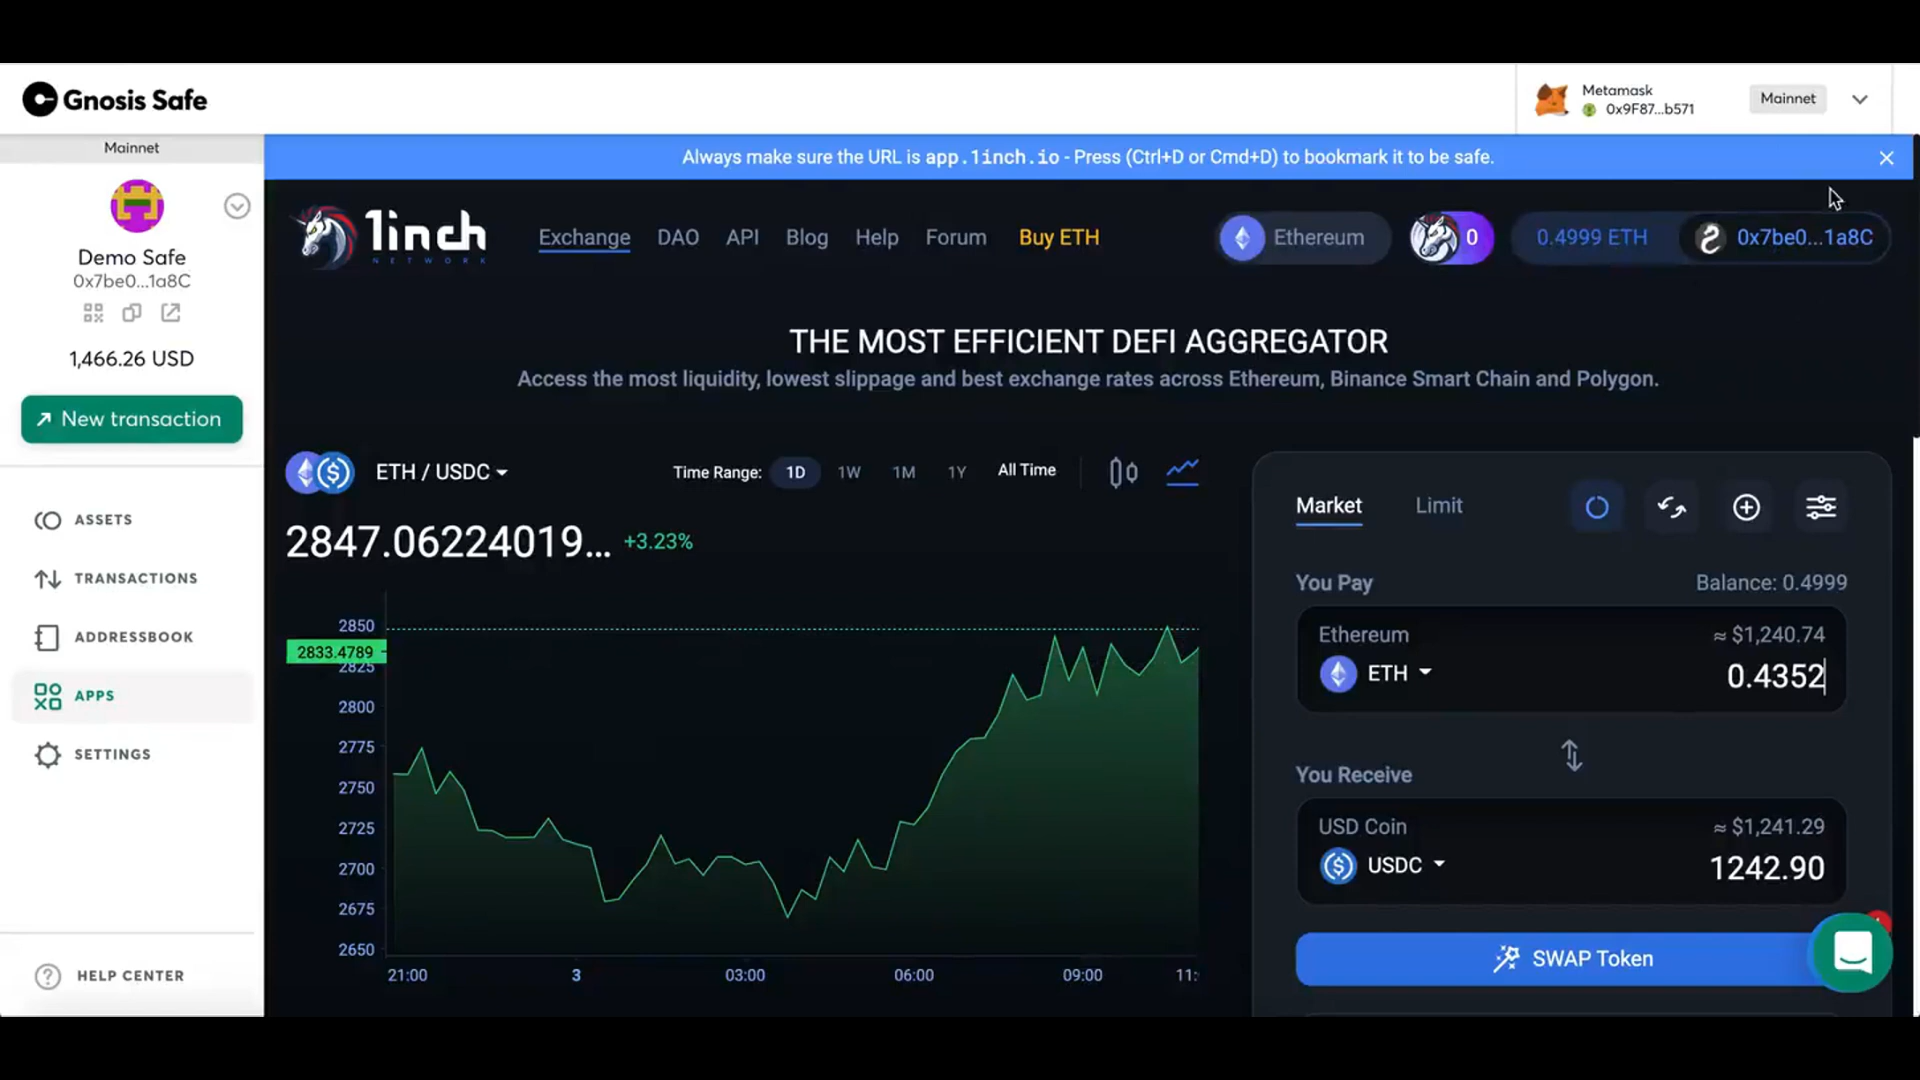 Gnosis Safe
Metamask
0x9F87...b571
Mainnet
Mainnet
Demo Safe
0x7be0...1a8C
1,466.26 USD
New transaction
ASSETS
TRANSACTIONS
ADDRESSBOOK
APPS
SETTINGS
HELP CENTER
Always make sure the URL is app.1inch.io - Press (Ctrl+D or Cmd+D) to bookmark it to be safe.
1inch
NETWORK
Exchange
DAO
API
Blog
Help
Forum
Buy ETH
Ethereum
0
0.4999 ETH
0x7be0...1a8C
THE MOST EFFICIENT DEFI AGGREGATOR
Access the most liquidity, lowest slippage and best exchange rates across Ethereum, Binance Smart Chain and Polygon.
ETH / USDC
Time Range:
1D
1W
1M
1Y
All Time
2847.06224019...
+3.23%
2850
2833.4789
2825
2800
2775
2750
2725
2700
2675
2650
21:00
3
03:00
06:00
09:00
11:
Market
Limit
You Pay
Balance: 0.4999
Ethereum
≈ $1,240.74
ETH
0.4352
You Receive
USD Coin
≈ $1,241.29
USDC
1242.90
SWAP Token